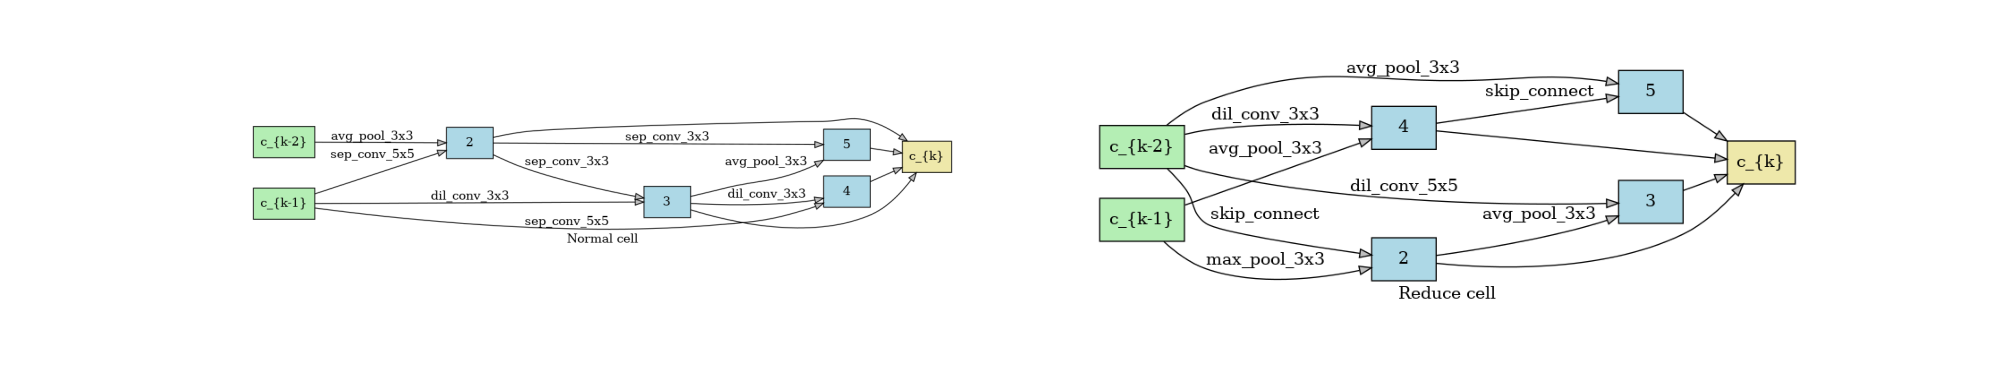 c_{k-2}
avg_pool_3x3
sep_conv_5x5
2
c_{k-1}
dil_conv_3x3
sep_conv_5x5
sep_conv_3x3
3
sep_conv_3x3
avg_pool_3x3
dil_conv_3x3
5
4
c_{k}
Normal cell
avg_pool_3x3
c_{k-2}
dil_conv_3x3
avg_pool_3x3
c_{k-1}
skip_connect
max_pool_3x3
4
skip_connect
5
dil_conv_5x5
avg_pool_3x3
3
2
c_{k}
Reduce cell